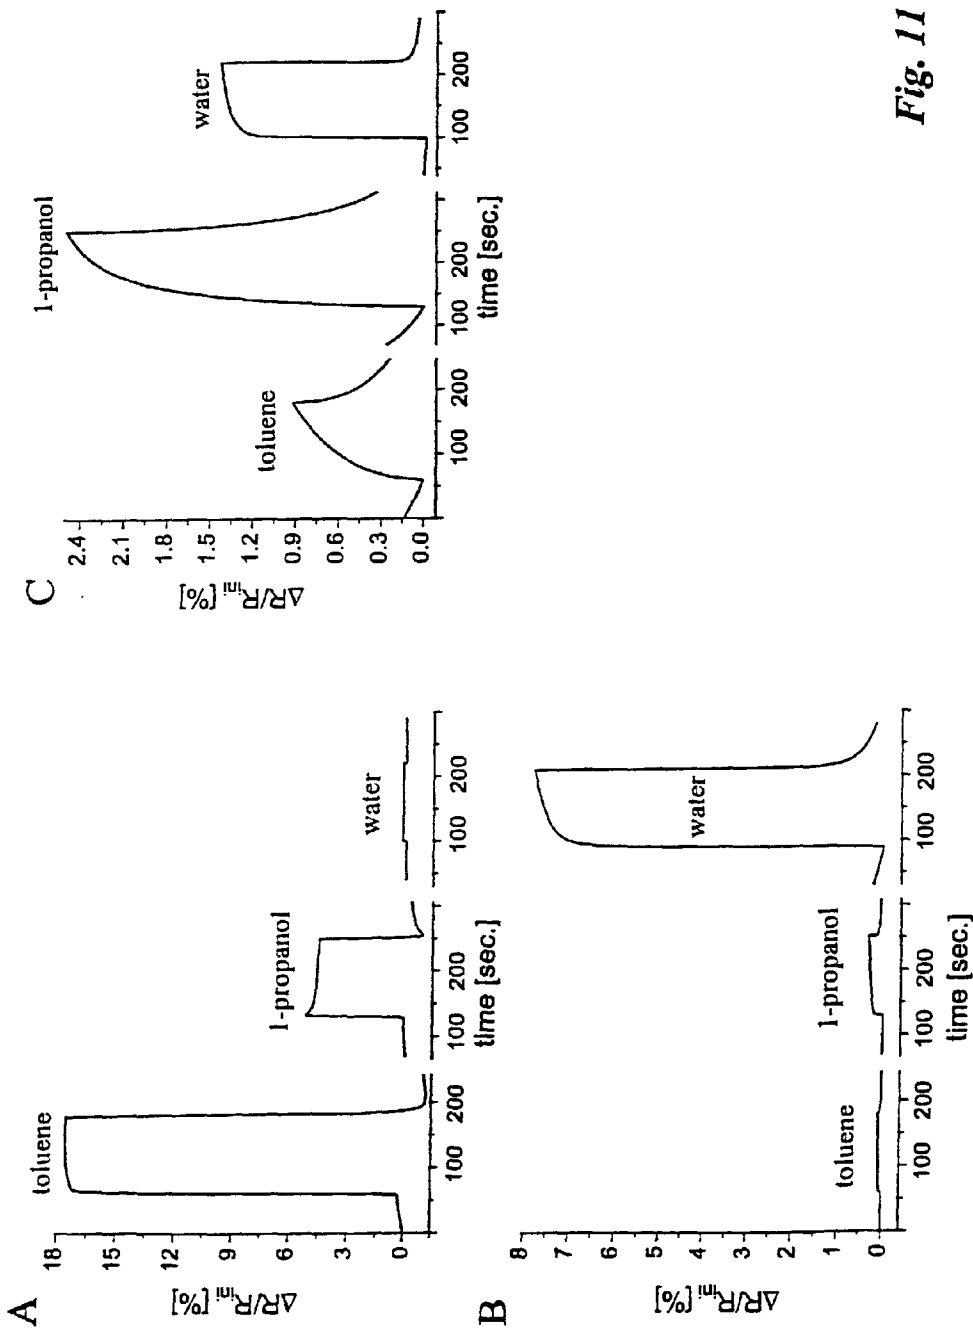 A
ΔR/R_ini [%]
18
15
12
9
6
3
0
toluene
1-propanol
water
100
200
100
200
100
200
time [sec.]
B
ΔR/R_ini [%]
8
7
6
5
4
3
2
1
0
toluene
1-propanol
water
100
200
100
200
100
200
time [sec.]
C
ΔR/R_ini [%]
2.4
2.1
1.8
1.5
1.2
0.9
0.6
0.3
0.0
toluene
1-propanol
water
100
200
100
200
100
200
time [sec.]
Fig. 11